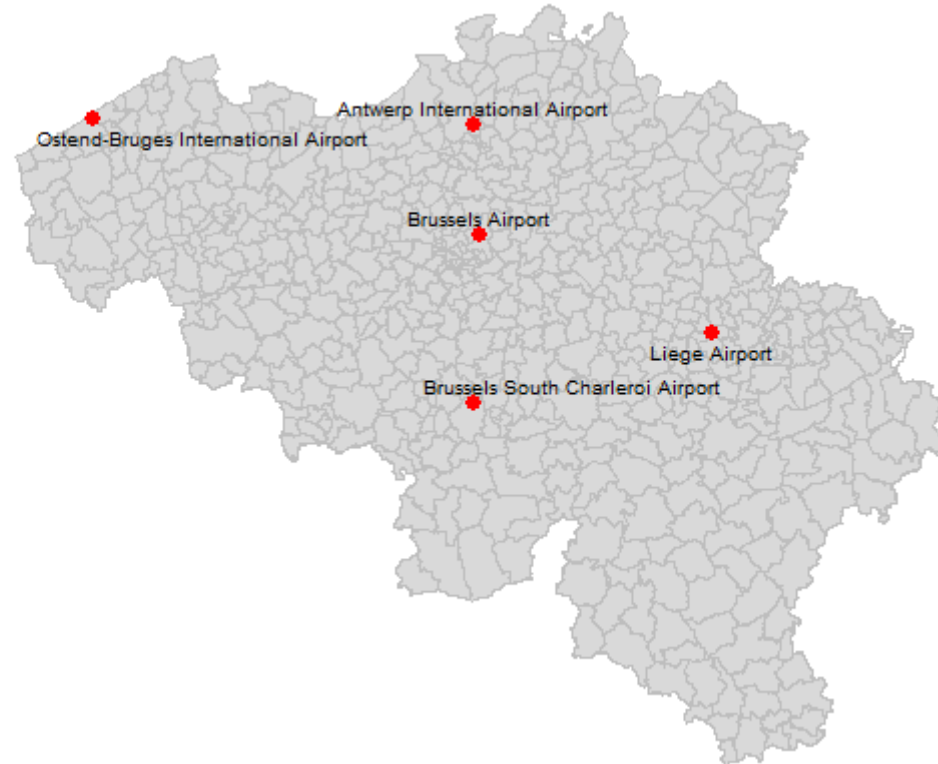 Antwerp International Airport
Ostend-Bruges International Airport
Brussels Airport
Liege Airport
Brussels South Charleroi Airport